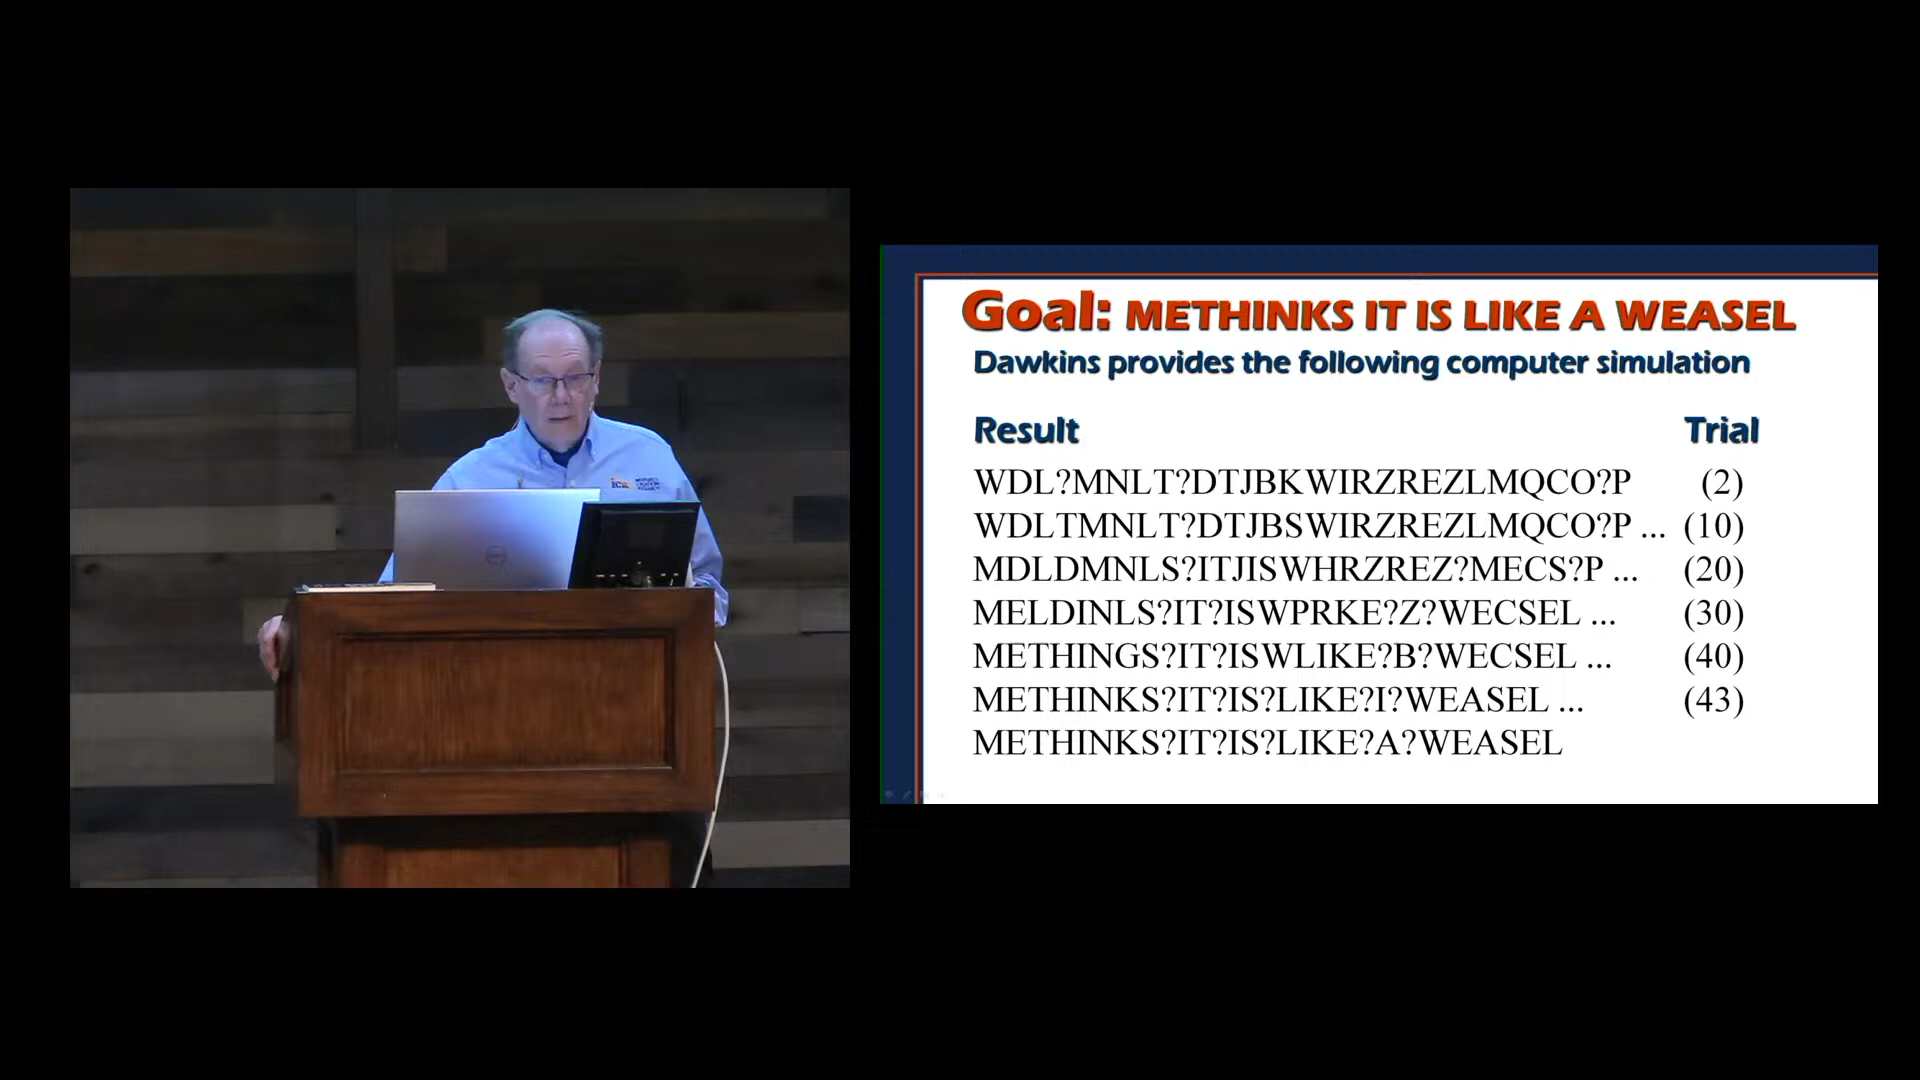 Goal: METHINKS IT IS LIKE A WEASEL
Dawkins provides the following computer simulation
Result Trial
WDL?MNLT?DTJBKWIRZREZLMQCO?P (2)
WDLTMNLT?DTJBSWIRZREZLMQCO?P ... (10)
MDLDMNLS?ITJISWHRZREZ?MECS?P ... (20)
MELDINLS?IT?ISWPRKE?Z?WECSEL ... (30)
METHINGS?IT?ISWLIKE?B?WECSEL ... (40)
METHINKS?IT?IS?LIKE?I?WEASEL ... (43)
METHINKS?IT?IS?LIKE?A?WEASEL